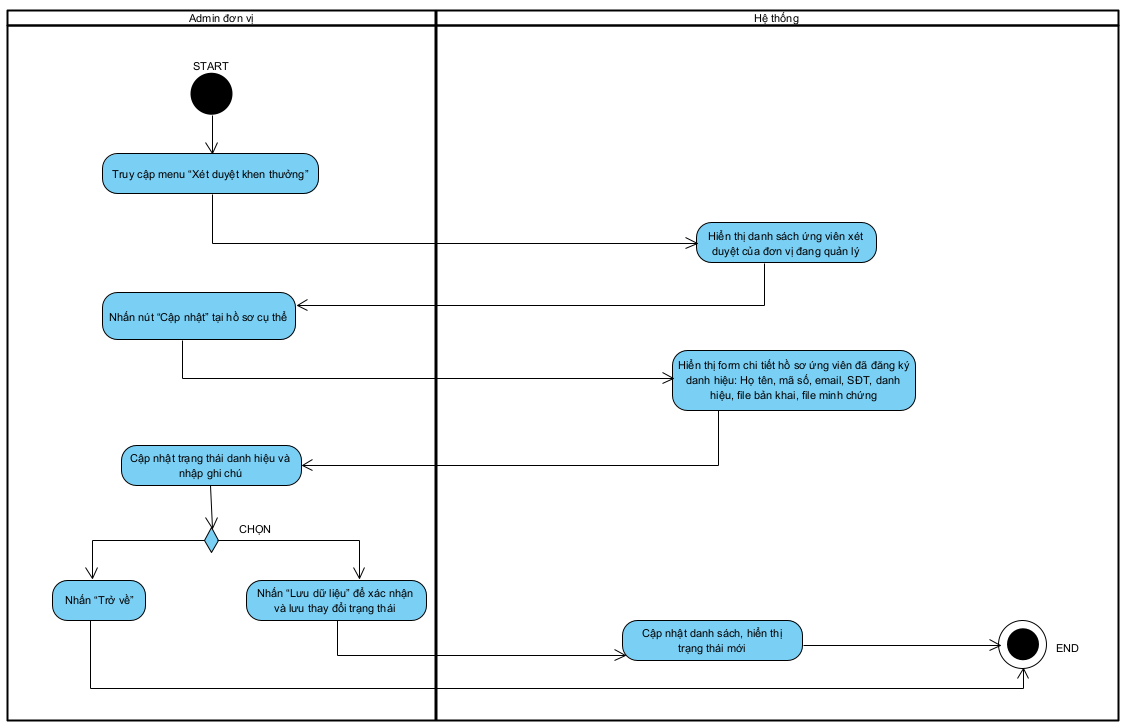 Admin đơn vị
Hệ thống
START
Truy cập menu “Xét duyệt khen thưởng”
Hiển thị danh sách ứng viên xét
duyệt của đơn vị đang quản lý
Nhấn nút “Cập nhật” tại hồ sơ cụ thể
Hiển thị form chi tiết hồ sơ ứng viên đã đăng ký
danh hiệu: Họ tên, mã số, email, SĐT, danh
hiệu, file bản khai, file minh chứng
Cập nhật trạng thái danh hiệu và
nhập ghi chú
CHỌN
Nhấn “Trở về”
Nhấn “Lưu dữ liệu” để xác nhận
và lưu thay đổi trạng thái
Cập nhật danh sách, hiển thị
trạng thái mới
END